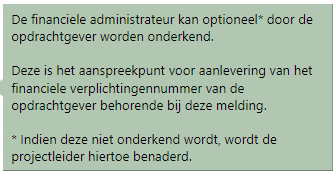 De financiele administrateur kan optioneel* door de
opdrachtgever worden onderkend.
Deze is het aanspreekpunt voor aanlevering van het
financiele verplichtingennummer van de
opdrachtgever behorende bij deze melding.
* Indien deze niet onderkend wordt, wordt de
projectleider hiertoe benaderd.